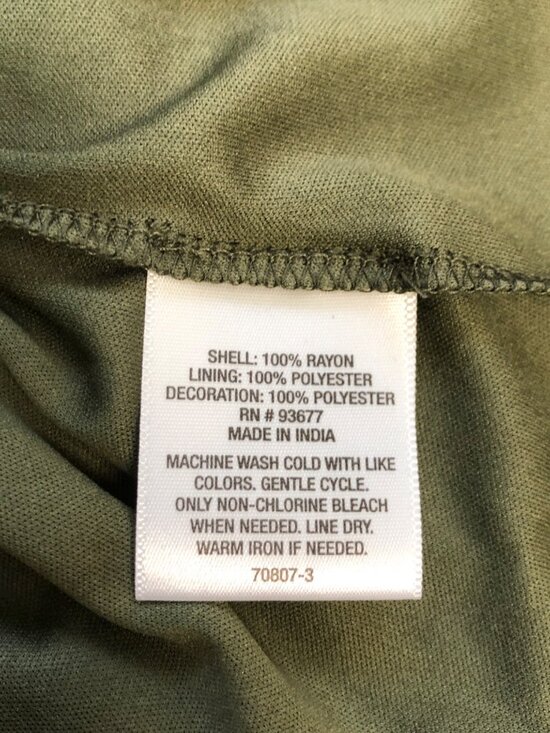 SHELL: 100% RAYON
LINING: 100% POLYESTER
DECORATION: 100% POLYESTER
RN # 93677
MADE IN INDIA
MACHINE WASH COLD WITH LIKE
COLORS. GENTLE CYCLE.
ONLY NON-CHLORINE BLEACH
WHEN NEEDED. LINE DRY.
WARM IRON IF NEEDED.
70807-3